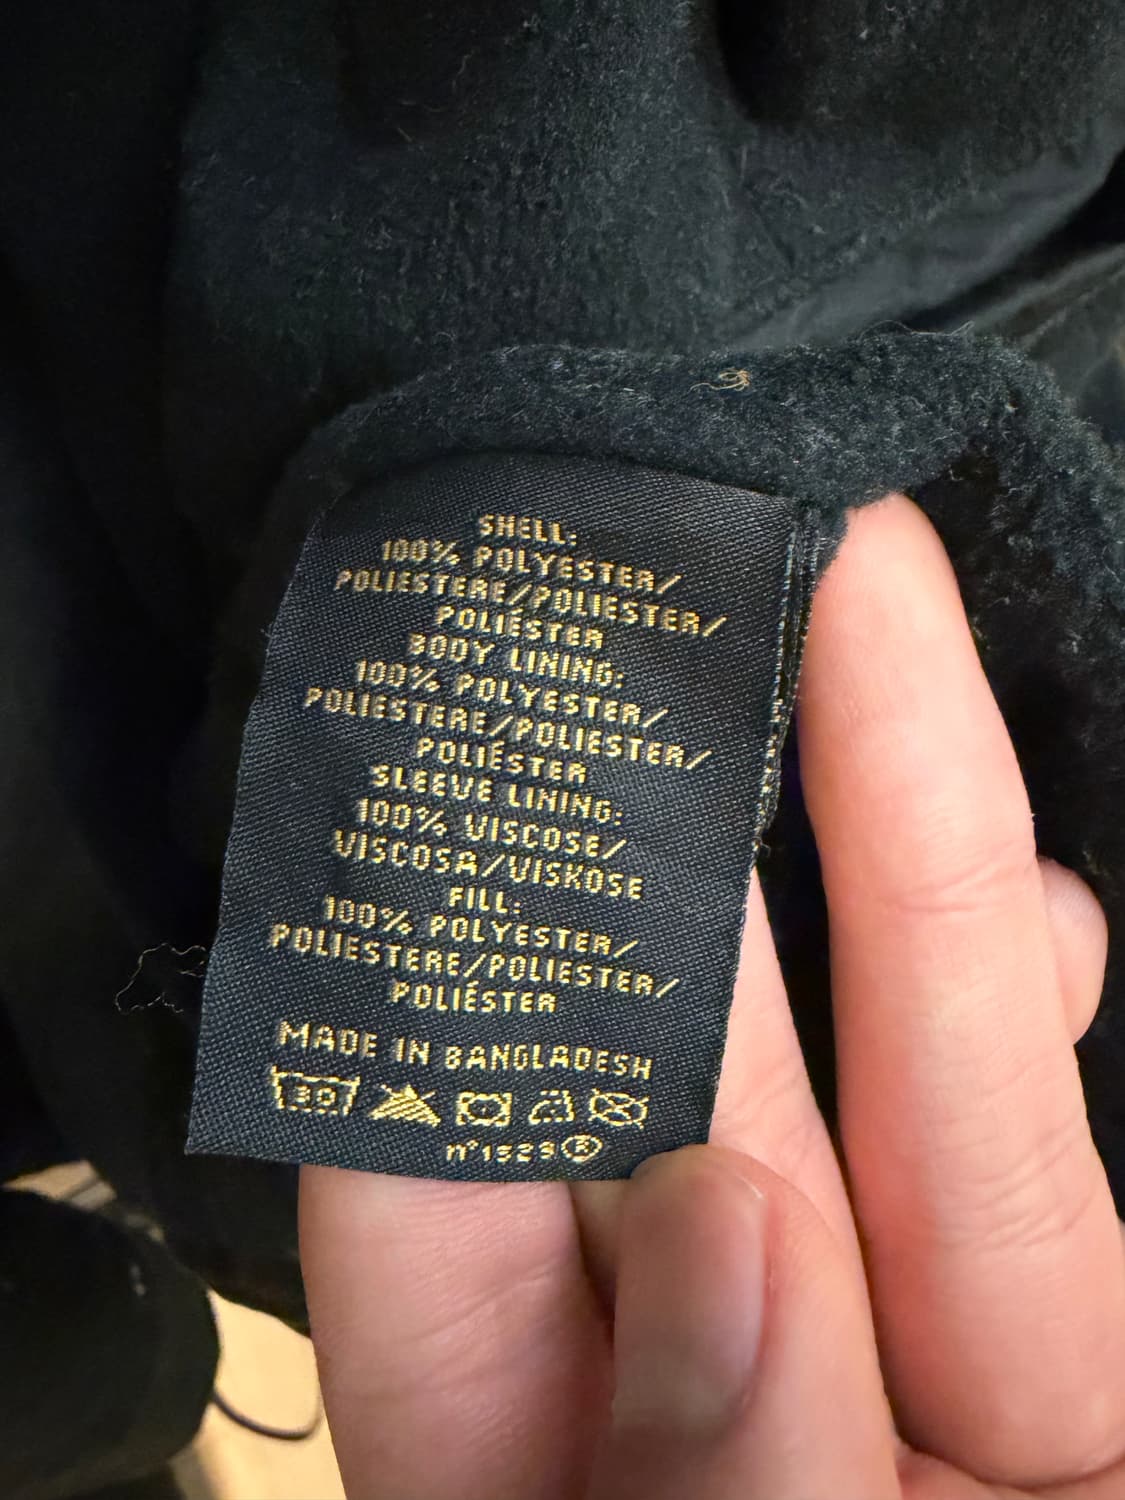 SHELL:
100% POLYESTER/
POLIESTERE/POLIESTER/
POLIÉSTER
BODY LINING:
100% POLYESTER/
POLIESTERE/POLIESTER/
POLIÉSTER
SLEEVE LINING:
100% VISCOSE/
VISCOSA/VISKOSE
FILL:
100% POLYESTER/
POLIESTERE/POLIESTER/
POLIÉSTER
MADE IN BANGLADESH
30
n°1529®